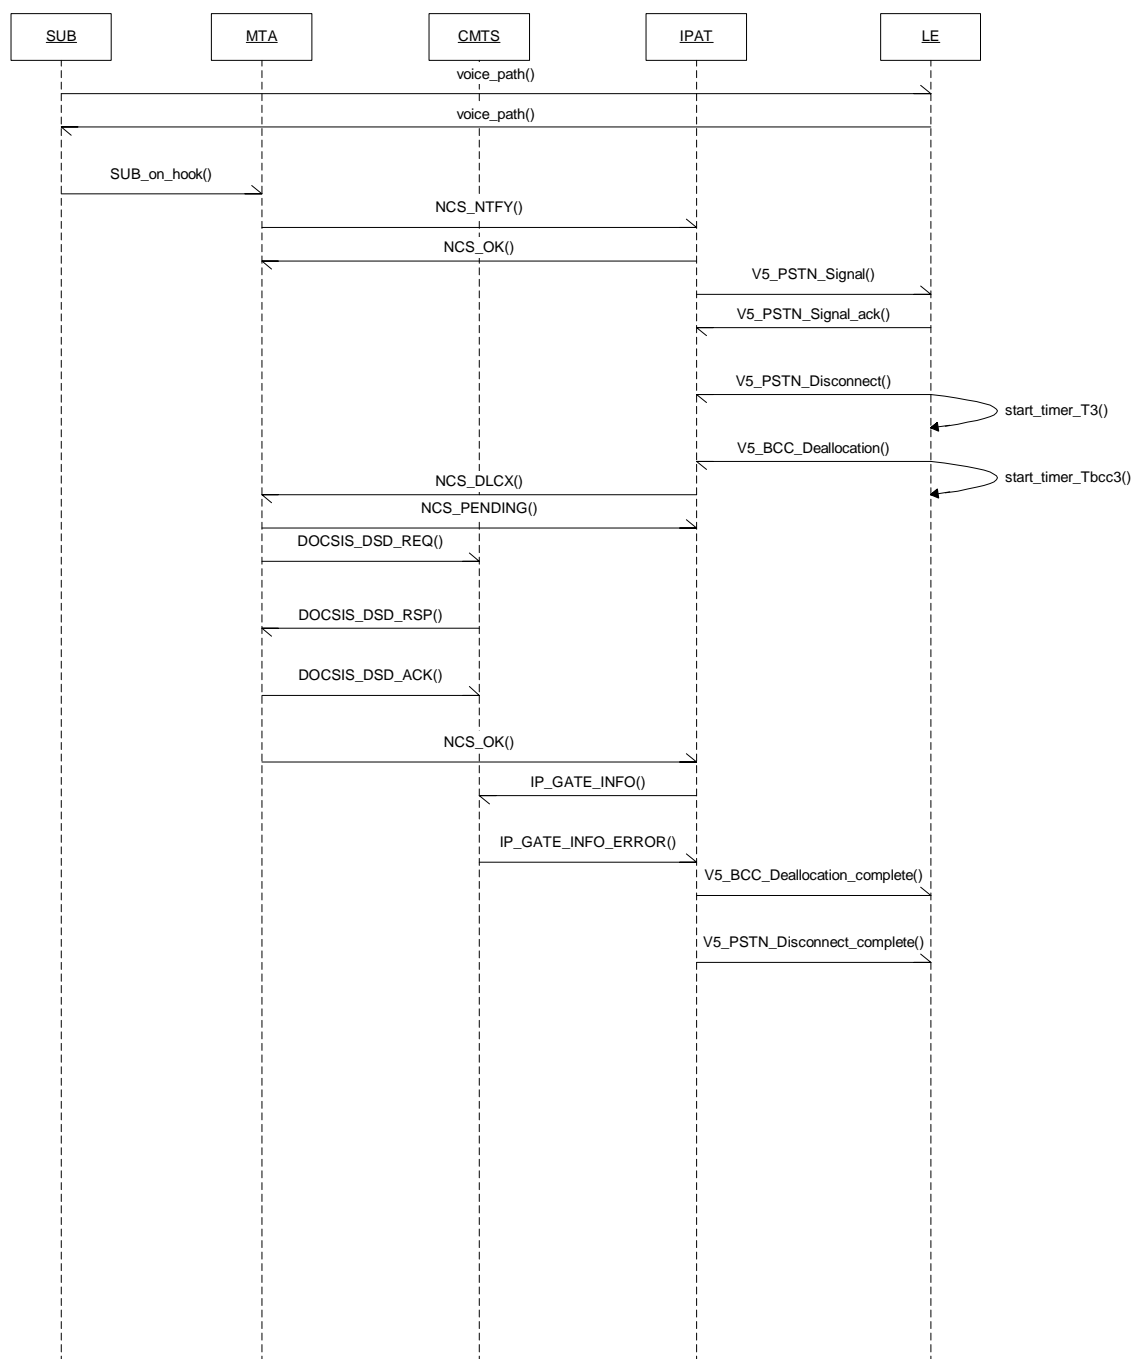 SUB
MTA
CMTS
IPAT
LE
voice_path()
voice_path()
SUB_on_hook()
NCS_NTFY()
NCS_OK()
V5_PSTN_Signal()
V5_PSTN_Signal_ack()
V5_PSTN_Disconnect()
start_timer_T3()
V5_BCC_Deallocation()
start_timer_Tbcc3()
NCS_DLCX()
NCS_PENDING()
DOCSIS_DSD_REQ()
DOCSIS_DSD_RSP()
DOCSIS_DSD_ACK()
NCS_OK()
IP_GATE_INFO()
IP_GATE_INFO_ERROR()
V5_BCC_Deallocation_complete()
V5_PSTN_Disconnect_complete()